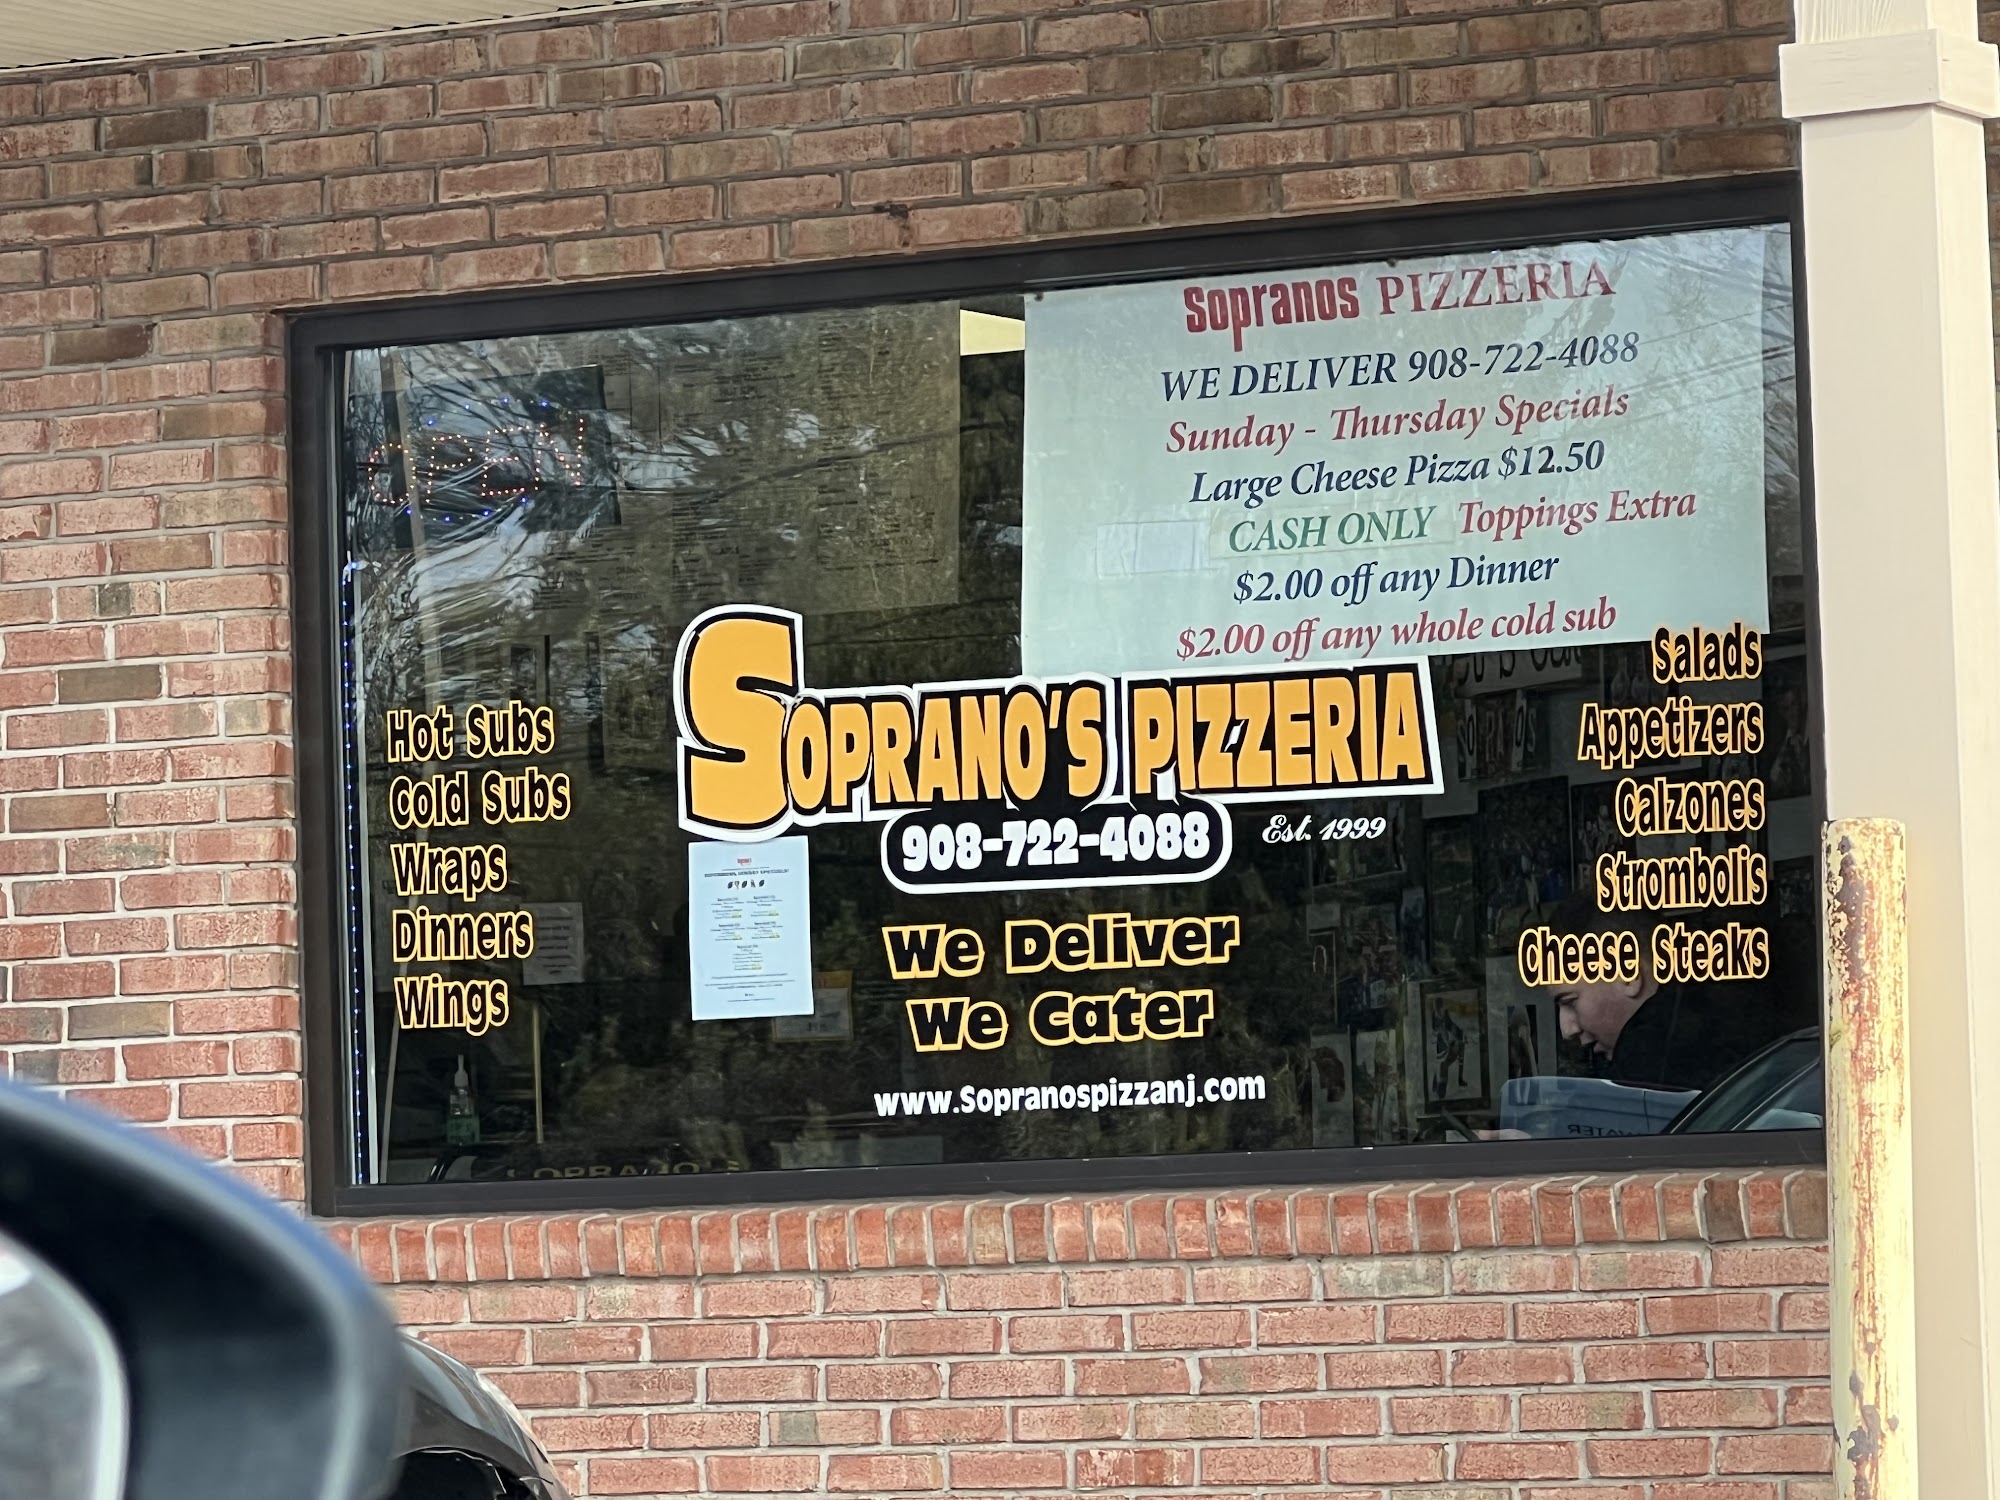 OPEN
Sopranos PIZZERIA
WE DELIVER 908-722-4088
Sunday - Thursday Specials
Large Cheese Pizza $12.50
CASH ONLY Toppings Extra
$2.00 off any Dinner
$2.00 off any whole cold sub
SOPRANO'S PIZZERIA
908-722-4088
Est. 1999
We Deliver
We Cater
www.Sopranospizzanj.com
Hot Subs
Cold Subs
Wraps
Dinners
Wings
Salads
Appetizers
Calzones
Strombolis
Cheese Steaks
WATER